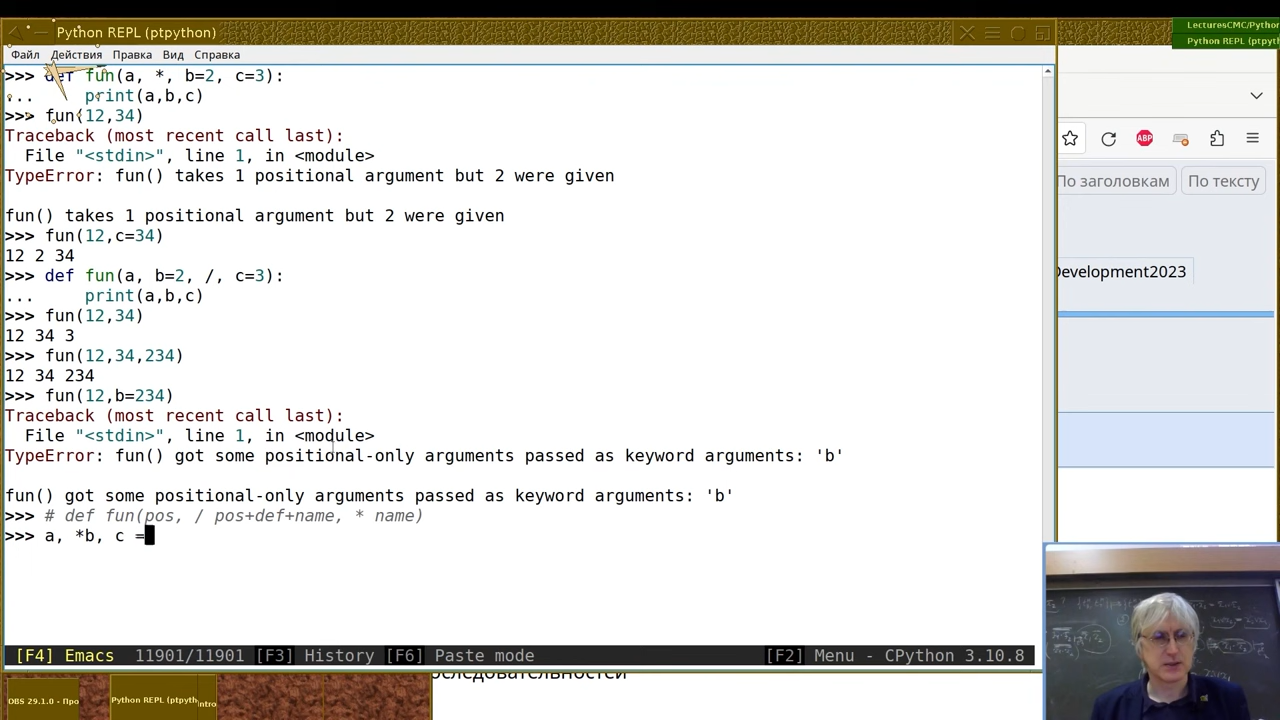 Python REPL (ptpython)
LecturesCMC/Python
Python REPL (ptpyth
Файл Действия Правка Вид Справка
>>> def fun(a, *, b=2, c=3):
... print(a,b,c)
>>> fun(12,34)
Traceback (most recent call last):
File "<stdin>", line 1, in <module>
TypeError: fun() takes 1 positional argument but 2 were given
fun() takes 1 positional argument but 2 were given
>>> fun(12,c=34)
12 2 34
>>> def fun(a, b=2, /, c=3):
... print(a,b,c)
>>> fun(12,34)
12 34 3
>>> fun(12,34,234)
12 34 234
>>> fun(12,b=234)
Traceback (most recent call last):
File "<stdin>", line 1, in <module>
TypeError: fun() got some positional-only arguments passed as keyword arguments: 'b'
fun() got some positional-only arguments passed as keyword arguments: 'b'
>>> # def fun(pos, / pos+def+name, * name)
>>> a, *b, c =
[F4] Emacs 11901/11901 [F3] History [F6] Paste mode [F2] Menu - CPython 3.10.8
ABP
По заголовкам По тексту
Development2023
оследовательностей
DBS 29.1.0 - Про
Python REPL (ptpyth
Intro